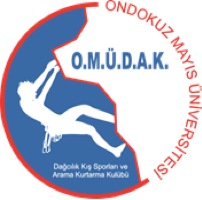 ONDOKUZ MAYIS ÜNİVERSİTESİ
O.M.Ü.D.A.K.
Dağcılık Kış Sporları ve
Arama Kurtarma Kulübü